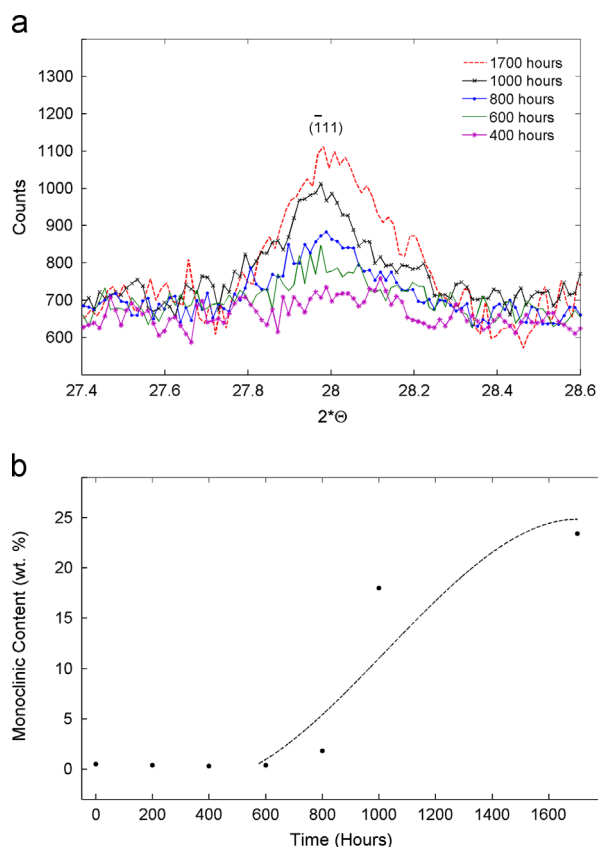 a
1300
1200
1100
1000
900
800
700
600
Counts
1700 hours
1000 hours
800 hours
600 hours
400 hours
(1̅11)
27.4 27.6 27.8 28 28.2 28.4 28.6
2*Θ
b
25
20
15
10
5
0
Monoclinic Content (wt. %)
0 200 400 600 800 1000 1200 1400 1600
Time (Hours)